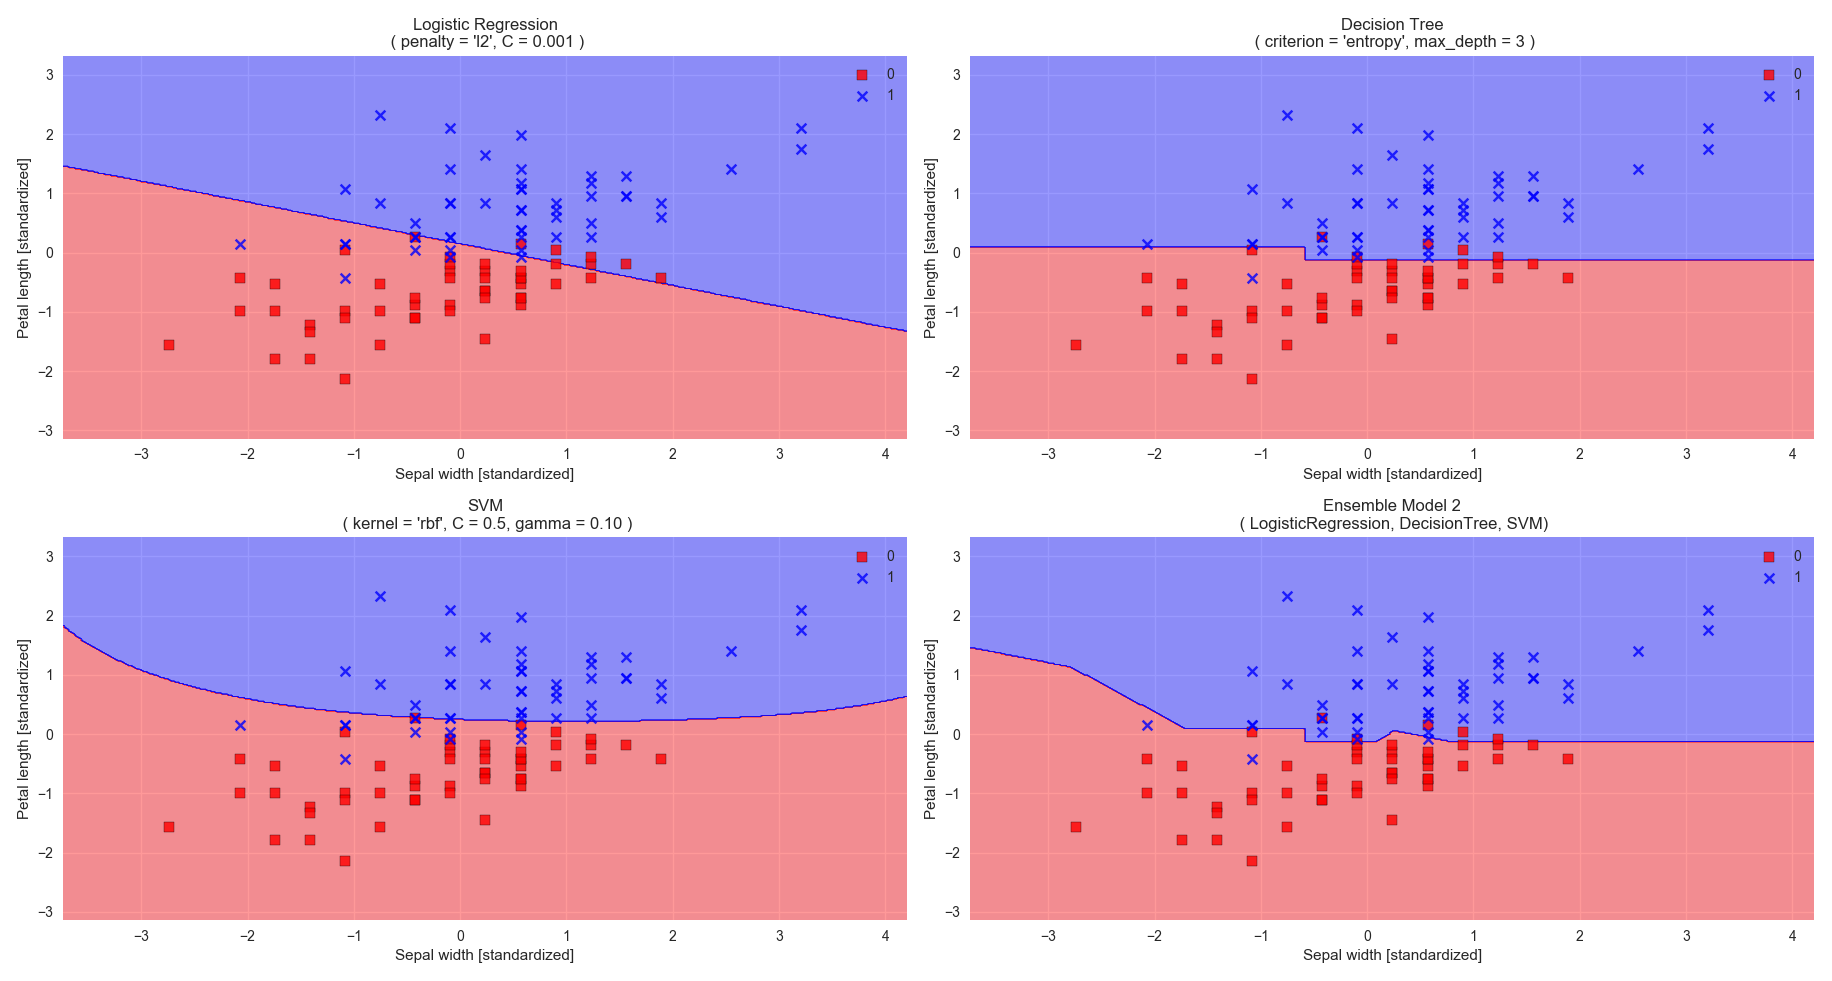 Logistic Regression
( penalty = 'l2', C = 0.001 )
3
2
1
0
−1
−2
−3
Petal length [standardized]
0
1
−3 −2 −1 0 1 2 3 4
Sepal width [standardized]
Decision Tree
( criterion = 'entropy', max_depth = 3 )
3
2
1
0
−1
−2
−3
Petal length [standardized]
0
1
−3 −2 −1 0 1 2 3 4
Sepal width [standardized]
SVM
( kernel = 'rbf', C = 0.5, gamma = 0.10 )
3
2
1
0
−1
−2
−3
Petal length [standardized]
0
1
−3 −2 −1 0 1 2 3 4
Sepal width [standardized]
Ensemble Model 2
( LogisticRegression, DecisionTree, SVM)
3
2
1
0
−1
−2
−3
Petal length [standardized]
0
1
−3 −2 −1 0 1 2 3 4
Sepal width [standardized]